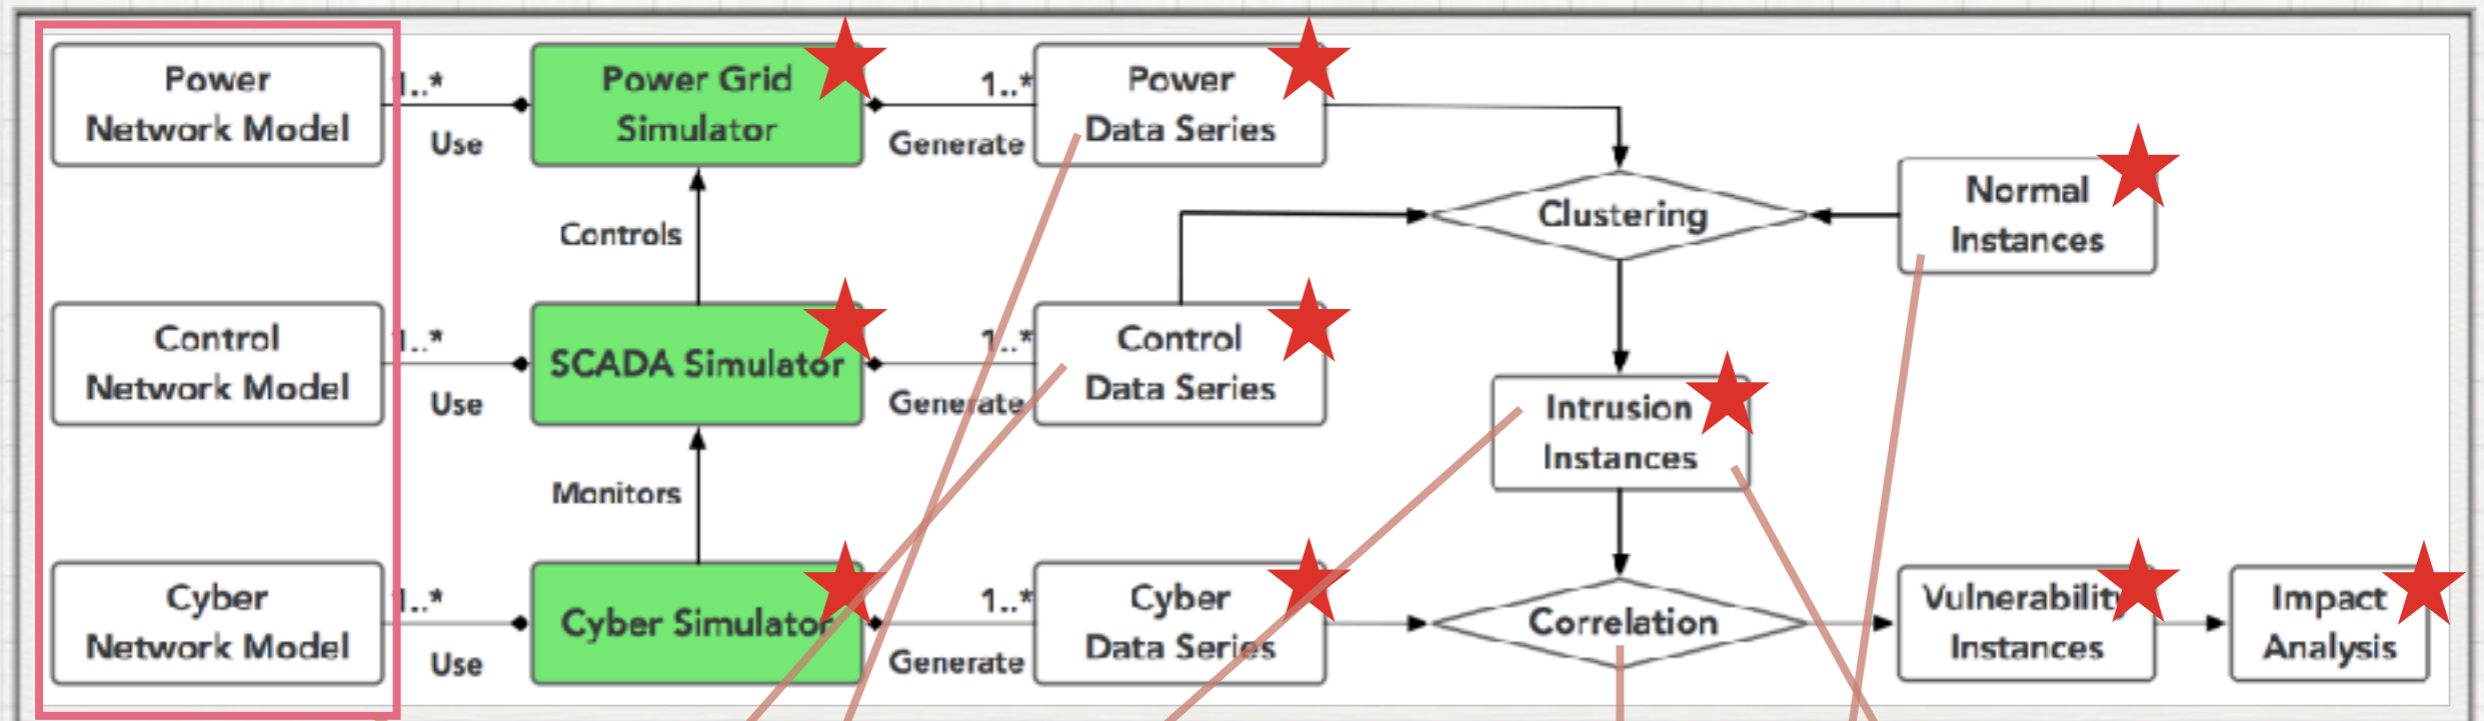 Power
Network Model
1..*
Use
Power Grid
Simulator
1..*
Generate
Power
Data Series
Controls
Clustering
Normal
Instances
Control
Network Model
1..*
Use
SCADA Simulator
1..*
Generate
Control
Data Series
Intrusion
Instances
Monitors
Cyber
Network Model
1..*
Use
Cyber Simulator
1..*
Generate
Cyber
Data Series
Correlation
Vulnerability
Instances
Impact
Analysis